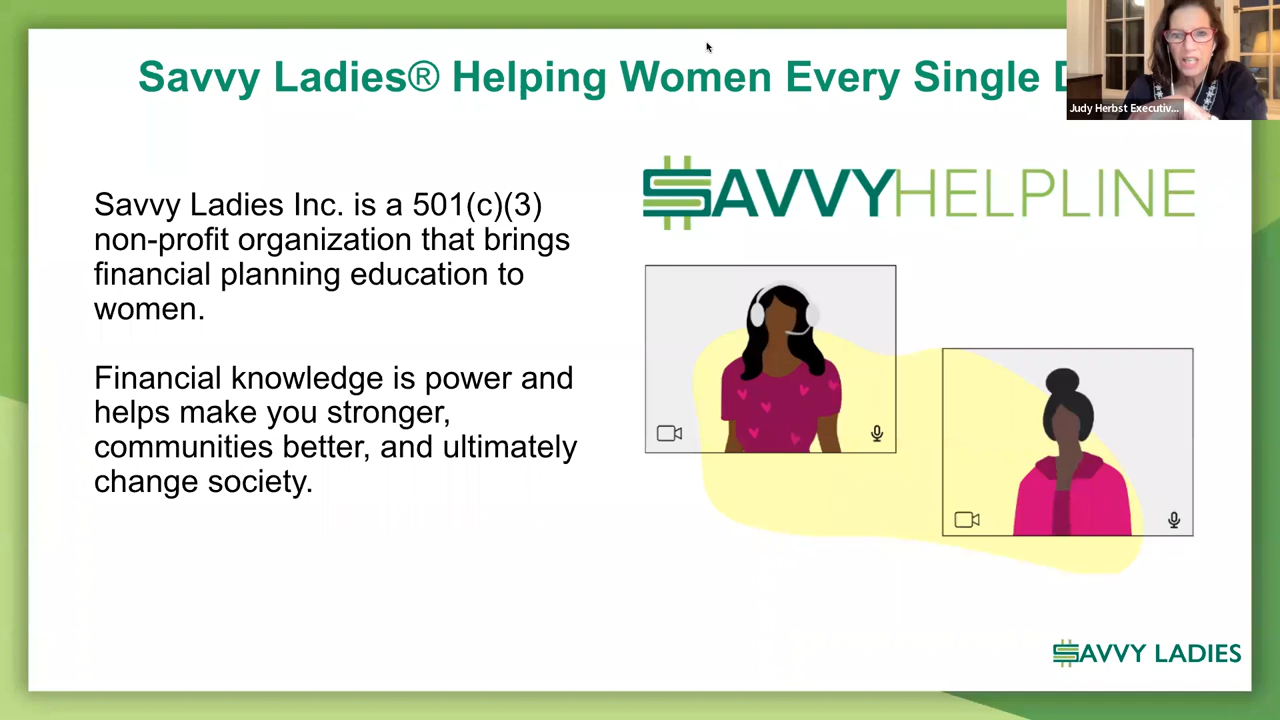 Savvy Ladies® Helping Women Every Single
Judy Herbst Executiv...
Savvy Ladies Inc. is a 501(c)(3)
non-profit organization that brings
financial planning education to
women.
Financial knowledge is power and
helps make you stronger,
communities better, and ultimately
change society.
SAVVYHELPLINE
SAVVY LADIES